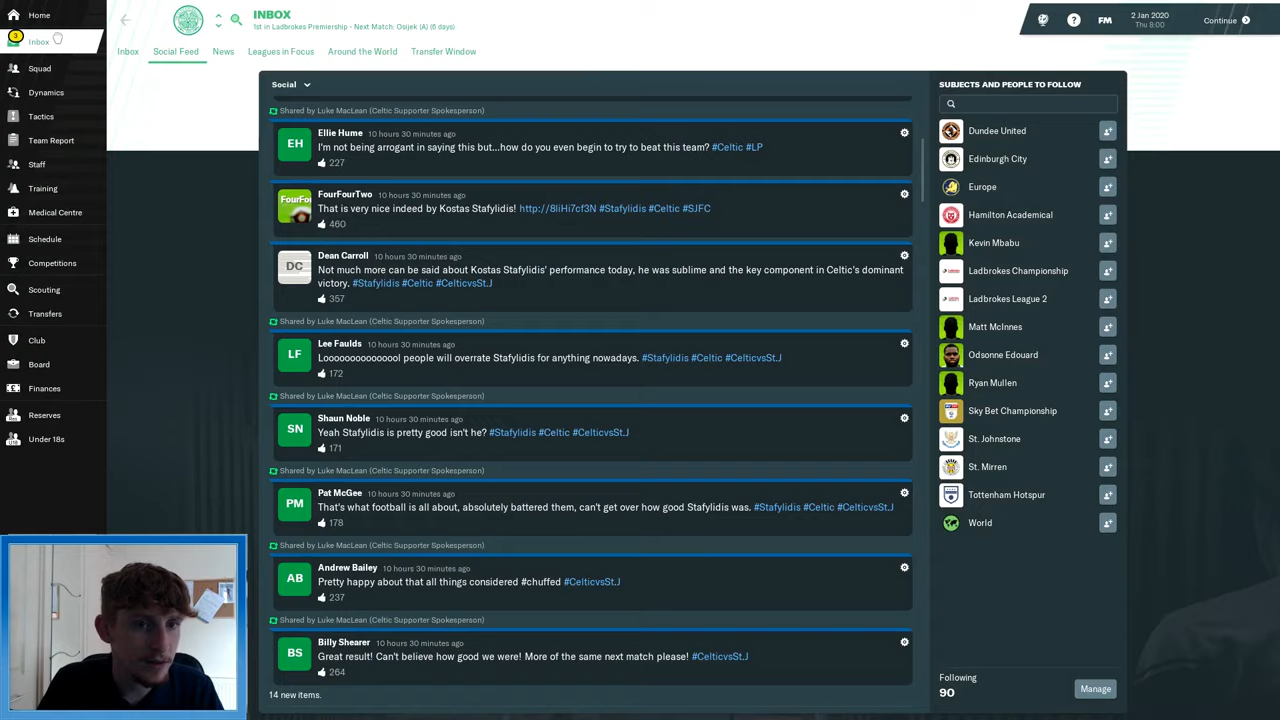 Home
INBOX
1st in Ladbrokes Premiership - Next Match: Osijek (A) (6 days)
FM
2 Jan 2020
Thu 8:00
Continue
3
Inbox
Inbox
Social Feed
News
Leagues in Focus
Around the World
Transfer Window
Squad
Dynamics
Tactics
Team Report
Staff
Training
Medical Centre
Schedule
Competitions
Scouting
Transfers
Club
Board
Finances
Reserves
Under 18s
Social
Shared by Luke MacLean (Celtic Supporter Spokesperson)
EH
Ellie Hume 10 hours 30 minutes ago
I'm not being arrogant in saying this but...how do you even begin to try to beat this team? #Celtic #LP
227
FourFourTwo 10 hours 30 minutes ago
That is very nice indeed by Kostas Stafylidis! http://8IiHi7cf3N #Stafylidis #Celtic #SJFC
460
DC
Dean Carroll 10 hours 30 minutes ago
Not much more can be said about Kostas Stafylidis' performance today, he was sublime and the key component in Celtic's dominant
victory. #Stafylidis #Celtic #CelticvsSt.J
357
Shared by Luke MacLean (Celtic Supporter Spokesperson)
LF
Lee Faulds 10 hours 30 minutes ago
Looooooooooooool people will overrate Stafylidis for anything nowadays. #Stafylidis #Celtic #CelticvsSt.J
172
Shared by Luke MacLean (Celtic Supporter Spokesperson)
SN
Shaun Noble 10 hours 30 minutes ago
Yeah Stafylidis is pretty good isn't he? #Stafylidis #Celtic #CelticvsSt.J
171
Shared by Luke MacLean (Celtic Supporter Spokesperson)
PM
Pat McGee 10 hours 30 minutes ago
That's what football is all about, absolutely battered them, can't get over how good Stafylidis was. #Stafylidis #Celtic #CelticvsSt.J
178
Shared by Luke MacLean (Celtic Supporter Spokesperson)
AB
Andrew Bailey 10 hours 30 minutes ago
Pretty happy about that all things considered #chuffed #CelticvsSt.J
237
Shared by Luke MacLean (Celtic Supporter Spokesperson)
BS
Billy Shearer 10 hours 30 minutes ago
Great result! Can't believe how good we were! More of the same next match please! #CelticvsSt.J
264
14 new items.
SUBJECTS AND PEOPLE TO FOLLOW
Dundee United
Edinburgh City
Europe
Hamilton Academical
Kevin Mbabu
Ladbrokes Championship
Ladbrokes League 2
Matt McInnes
Odsonne Edouard
Ryan Mullen
Sky Bet Championship
St. Johnstone
St. Mirren
Tottenham Hotspur
World
Following
90
Manage